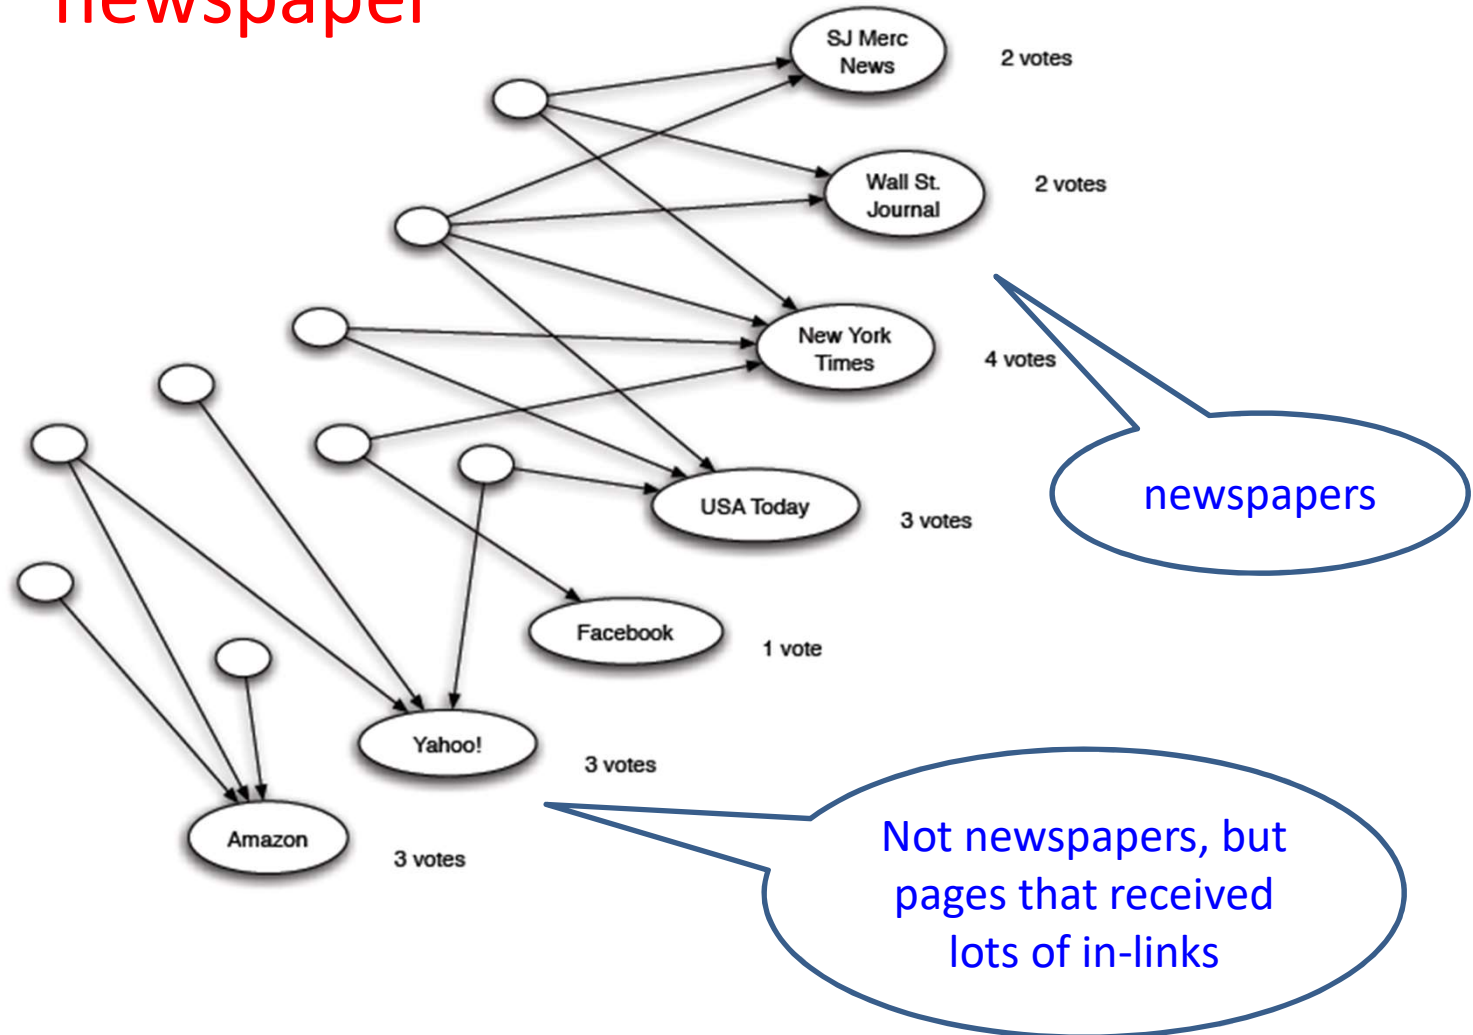 newspaper
SJ Merc
News
2 votes
Wall St.
Journal
2 votes
New York
Times
4 votes
newspapers
USA Today
3 votes
Facebook
1 vote
Yahoo!
3 votes
Amazon
3 votes
Not newspapers, but
pages that received
lots of in-links